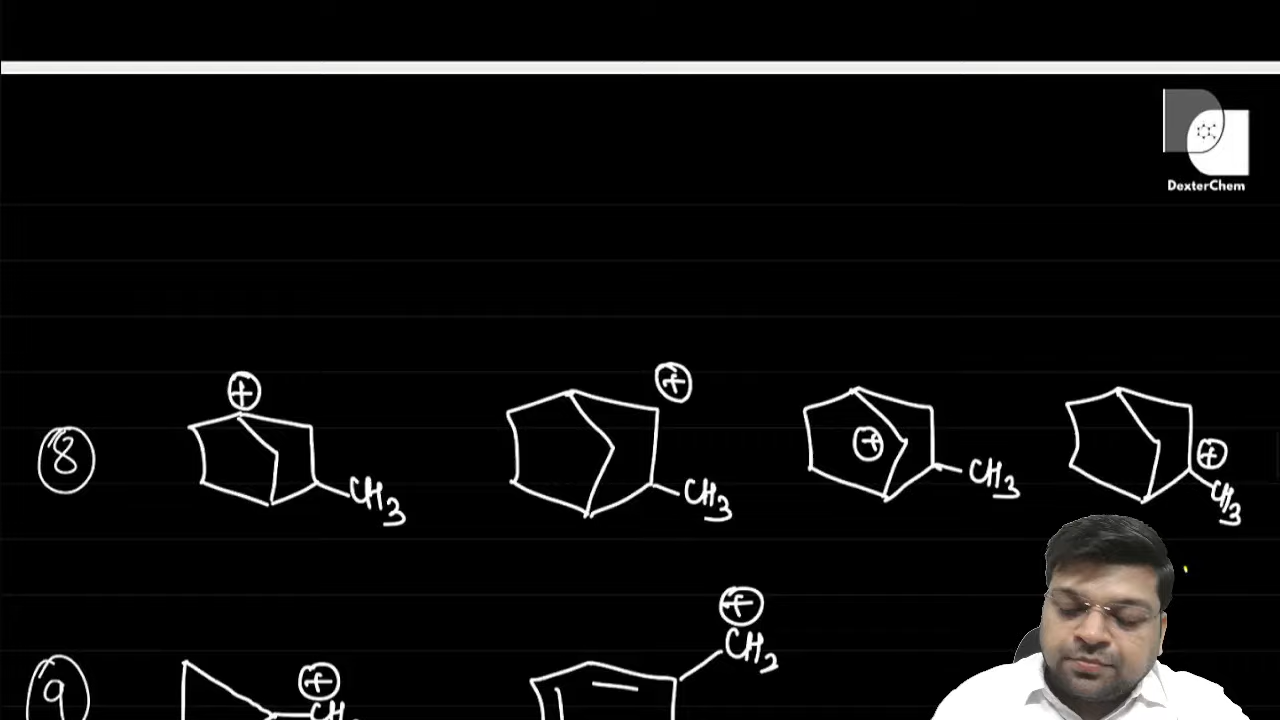 DexterChem
+ + + +
8 CH3 CH3 CH3 CH3
+ +
9 CH2